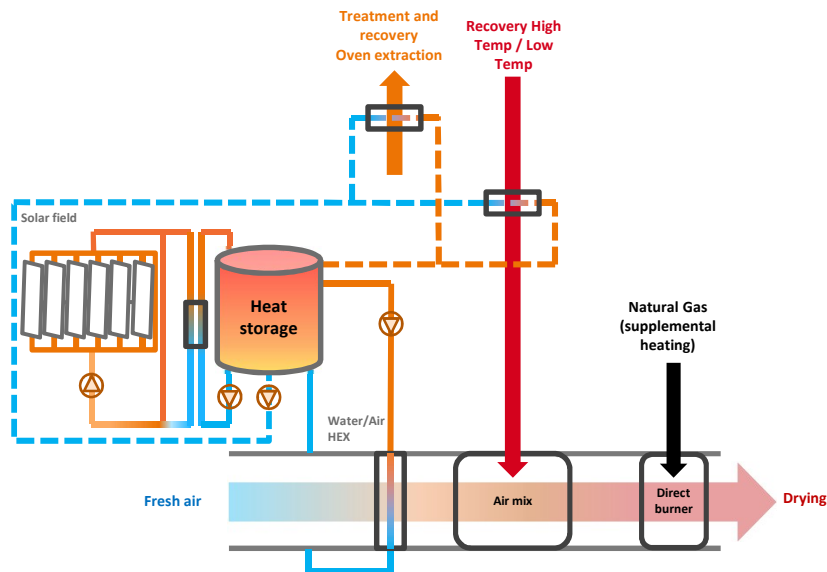 Treatment and
recovery
Oven extraction
Recovery High
Temp / Low
Temp
Solar field
Heat
storage
Natural Gas
(supplemental
heating)
Water/Air
HEX
Fresh air
Air mix
Direct
burner
Drying